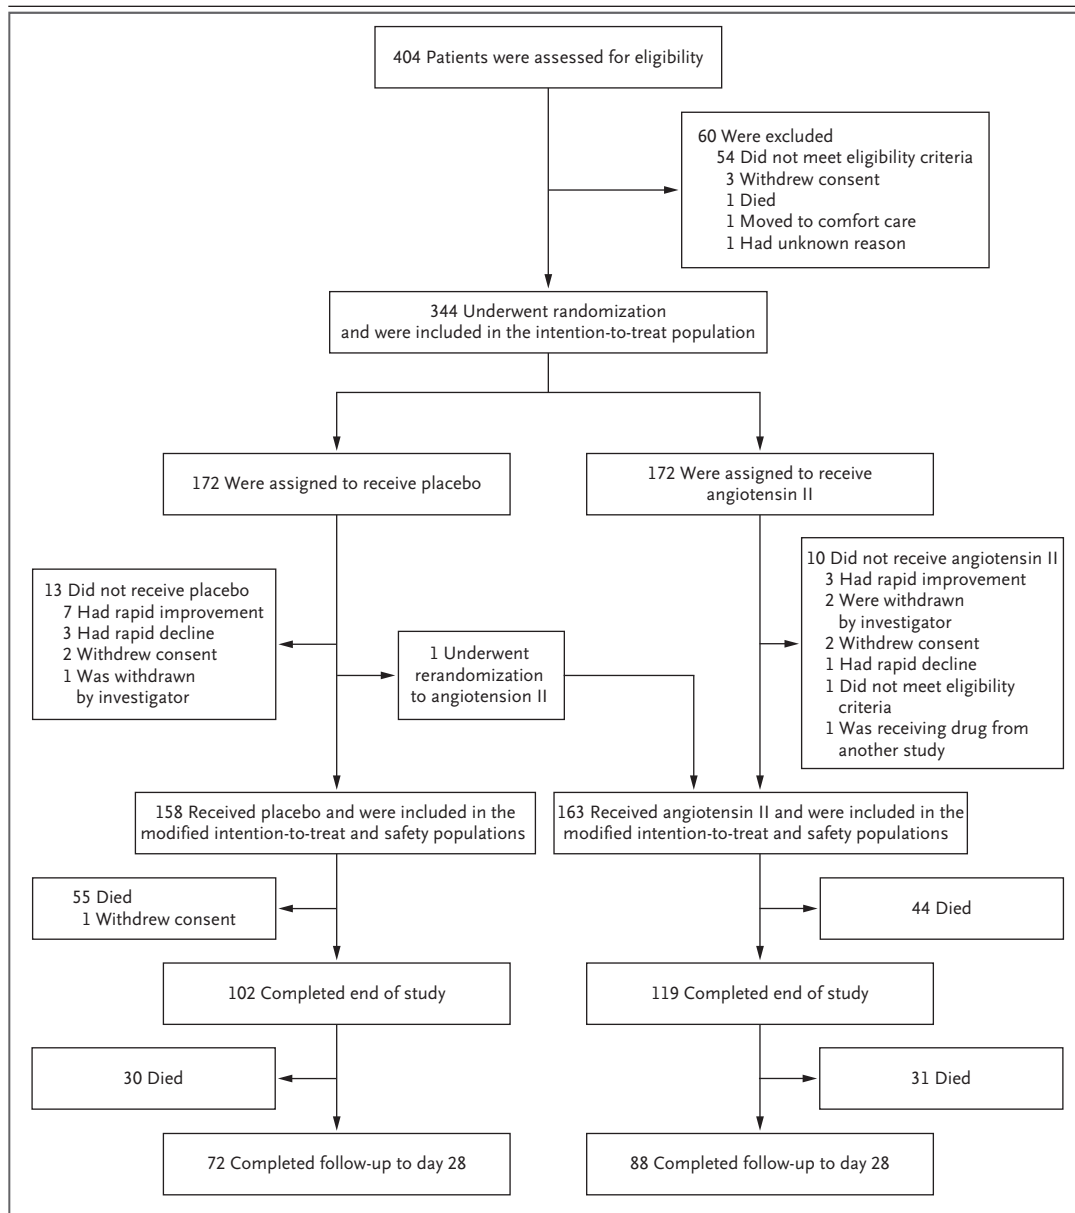 404 Patients were assessed for eligibility
60 Were excluded
54 Did not meet eligibility criteria
3 Withdrew consent
1 Died
1 Moved to comfort care
1 Had unknown reason
344 Underwent randomization
and were included in the intention-to-treat population
172 Were assigned to receive placebo
172 Were assigned to receive
angiotensin II
13 Did not receive placebo
7 Had rapid improvement
3 Had rapid decline
2 Withdrew consent
1 Was withdrawn
by investigator
1 Underwent
rerandomization
to angiotension II
10 Did not receive angiotensin II
3 Had rapid improvement
2 Were withdrawn
by investigator
2 Withdrew consent
1 Had rapid decline
1 Did not meet eligibility
criteria
1 Was receiving drug from
another study
158 Received placebo and were included in the
modified intention-to-treat and safety populations
163 Received angiotensin II and were included in the
modified intention-to-treat and safety populations
55 Died
1 Withdrew consent
44 Died
102 Completed end of study
119 Completed end of study
30 Died
31 Died
72 Completed follow-up to day 28
88 Completed follow-up to day 28